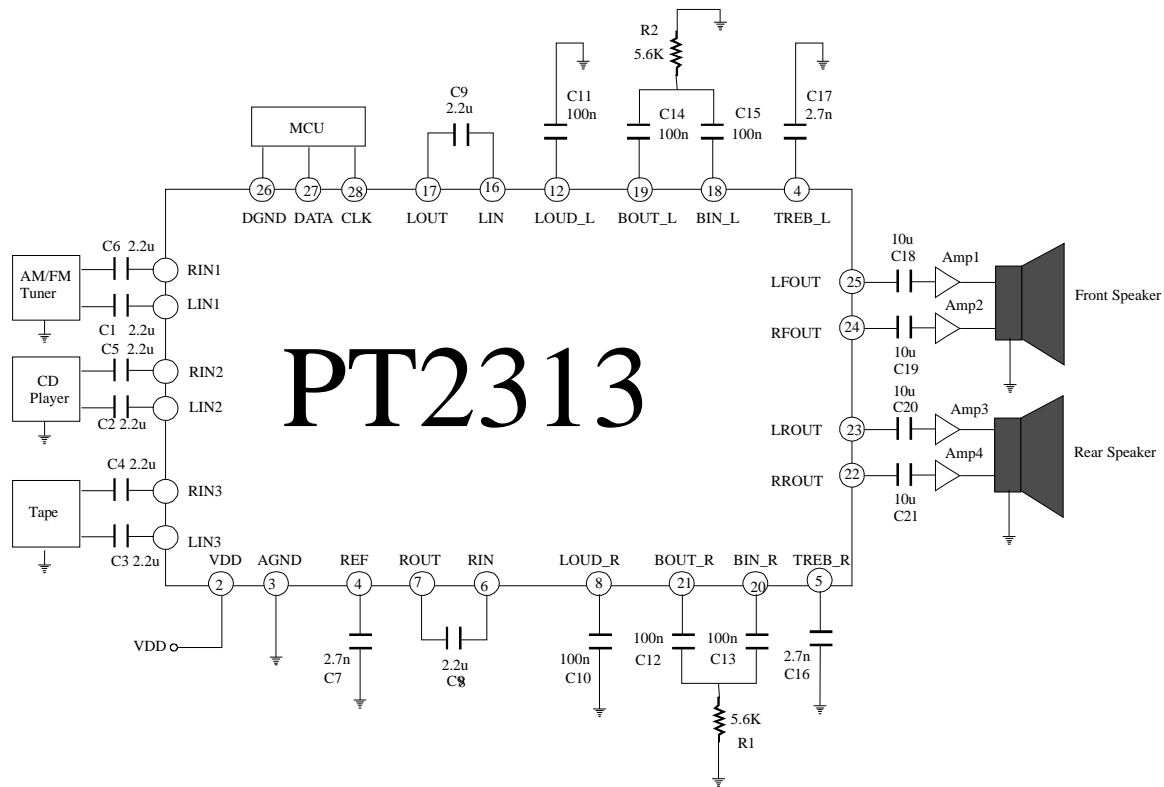 R2
5.6K
C9
2.2u
C11
100n
C14
100n
C15
100n
C17
2.7n
MCU
26
27
28
17
16
12
19
18
4
DGND
DATA
CLK
LOUT
LIN
LOUD_L
BOUT_L
BIN_L
TREB_L
C6 2.2u
AM/FM
Tuner
RIN1
LIN1
C1 2.2u
C5 2.2u
CD
Player
RIN2
LIN2
C2 2.2u
C4 2.2u
Tape
RIN3
LIN3
C3 2.2u
PT2313
LFOUT
25
10u
C18
Amp1
RFOUT
24
10u
C19
Amp2
Front Speaker
LROUT
23
10u
C20
Amp3
RROUT
22
10u
C21
Amp4
Rear Speaker
VDD
AGND
REF
ROUT
RIN
LOUD_R
BOUT_R
BIN_R
TREB_R
2
3
4
7
6
8
21
20
5
VDD
2.7n
C7
2.2u
100n
C10
100n
C12
100n
C13
2.7n
C16
5.6K
R1